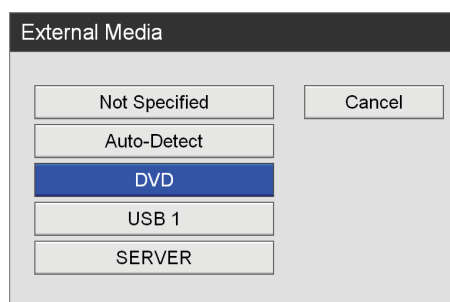 External Media
Not Specified
Cancel
Auto-Detect
DVD
USB 1
SERVER